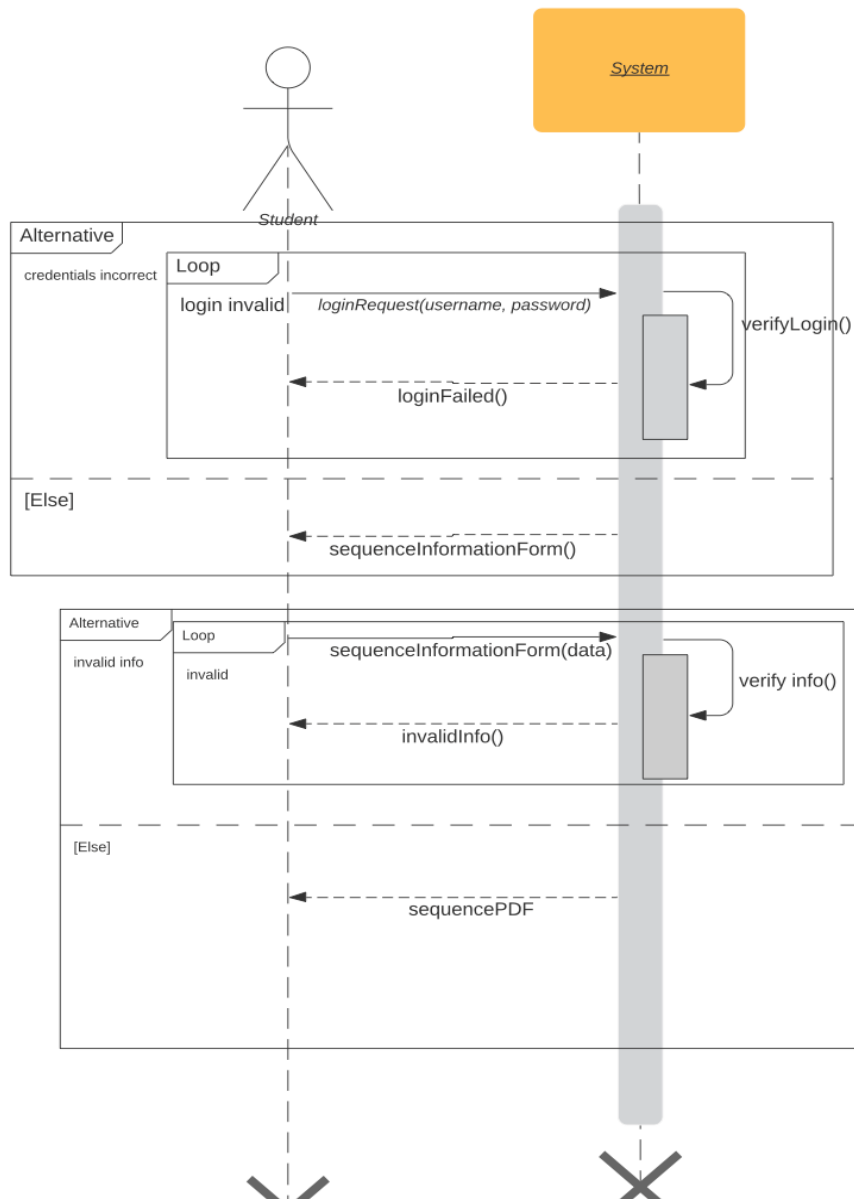 System
Student
Alternative
credentials incorrect
Loop
login invalid
loginRequest(username, password)
verifyLogin()
loginFailed()
[Else]
sequenceInformationForm()
Alternative
invalid info
Loop
invalid
sequenceInformationForm(data)
verify info()
invalidInfo()
[Else]
sequencePDF